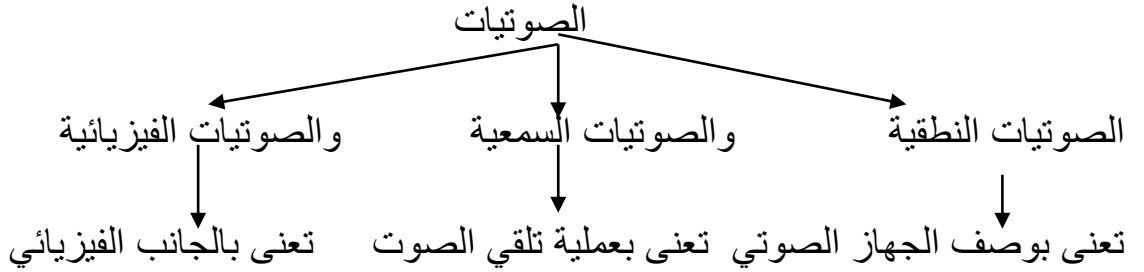 الصوتيات
الصوتيات النطقية والصوتيات السمعية والصوتيات الفيزيائية
تعنى بوصف الجهاز الصوتي تعنى بعملية تلقي الصوت تعنى بالجانب الفيزيائي